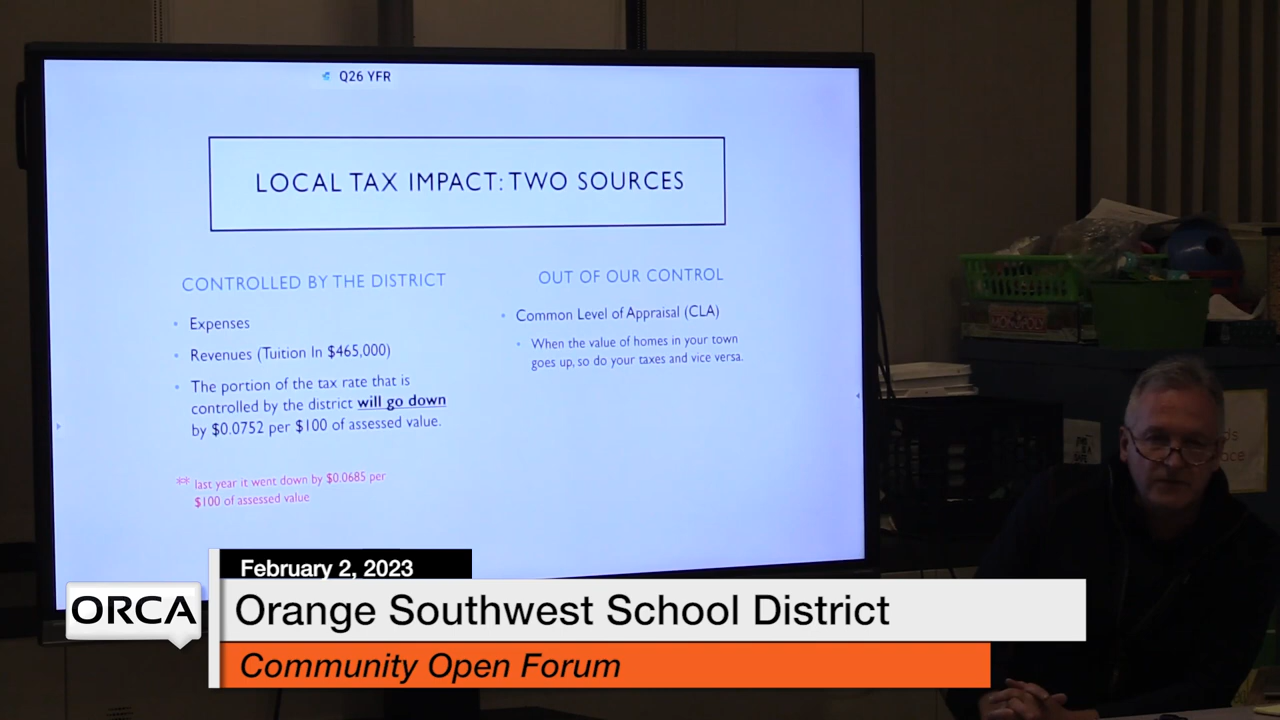 Q26 YFR
LOCAL TAX IMPACT: TWO SOURCES
CONTROLLED BY THE DISTRICT
• Expenses
• Revenues (Tuition In $465,000)
• The portion of the tax rate that is
controlled by the district will go down
by $0.0752 per $100 of assessed value.
** last year it went down by $0.0685 per
$100 of assessed value
OUT OF OUR CONTROL
• Common Level of Appraisal (CLA)
• When the value of homes in your town
goes up, so do your taxes and vice versa.
MONOPOLY
February 2, 2023
ORCA
Orange Southwest School District
Community Open Forum